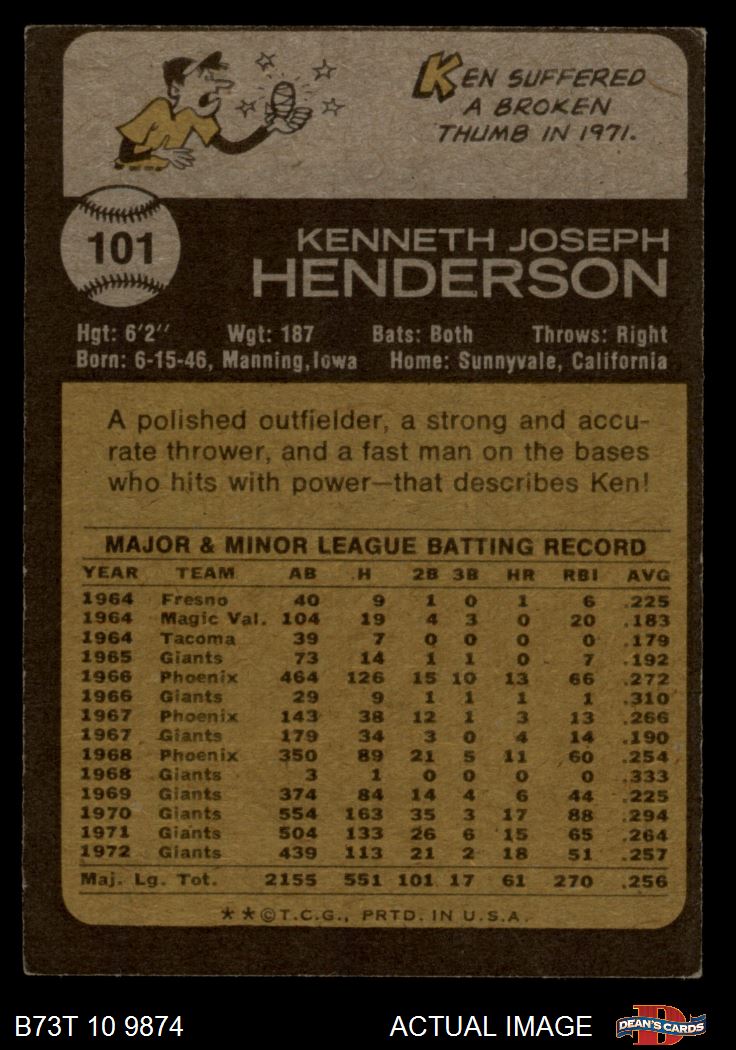 KEN SUFFERED
A BROKEN
THUMB IN 1971.
101
KENNETH JOSEPH
HENDERSON
Hgt: 6'2'' Wgt: 187 Bats: Both Throws: Right
Born: 6-15-46, Manning,Iowa Home: Sunnyvale, California
A polished outfielder, a strong and accu-
rate thrower, and a fast man on the bases
who hits with power—that describes Ken!
MAJOR & MINOR LEAGUE BATTING RECORD
YEAR TEAM AB H 2B 3B HR RBI AVG
1964 Fresno 40 9 1 0 1 6 .225
1964 Magic Val. 104 19 4 3 0 20 .183
1964 Tacoma 39 7 0 0 0 0 .179
1965 Giants 73 14 1 1 0 7 .192
1966 Phoenix 464 126 15 10 13 66 .272
1966 Giants 29 9 1 1 1 1 .310
1967 Phoenix 143 38 12 1 3 13 .266
1967 Giants 179 34 3 0 4 14 .190
1968 Phoenix 350 89 21 5 11 60 .254
1968 Giants 3 1 0 0 0 0 .333
1969 Giants 374 84 14 4 6 44 .225
1970 Giants 554 163 35 3 17 88 .294
1971 Giants 504 133 26 6 15 65 .264
1972 Giants 439 113 21 2 18 51 .257
Maj. Lg. Tot. 2155 551 101 17 61 270 .256
**©T.C.G., PRTD. IN U.S.A.
B73T 10 9874 ACTUAL IMAGE D DEAN'S CARDS